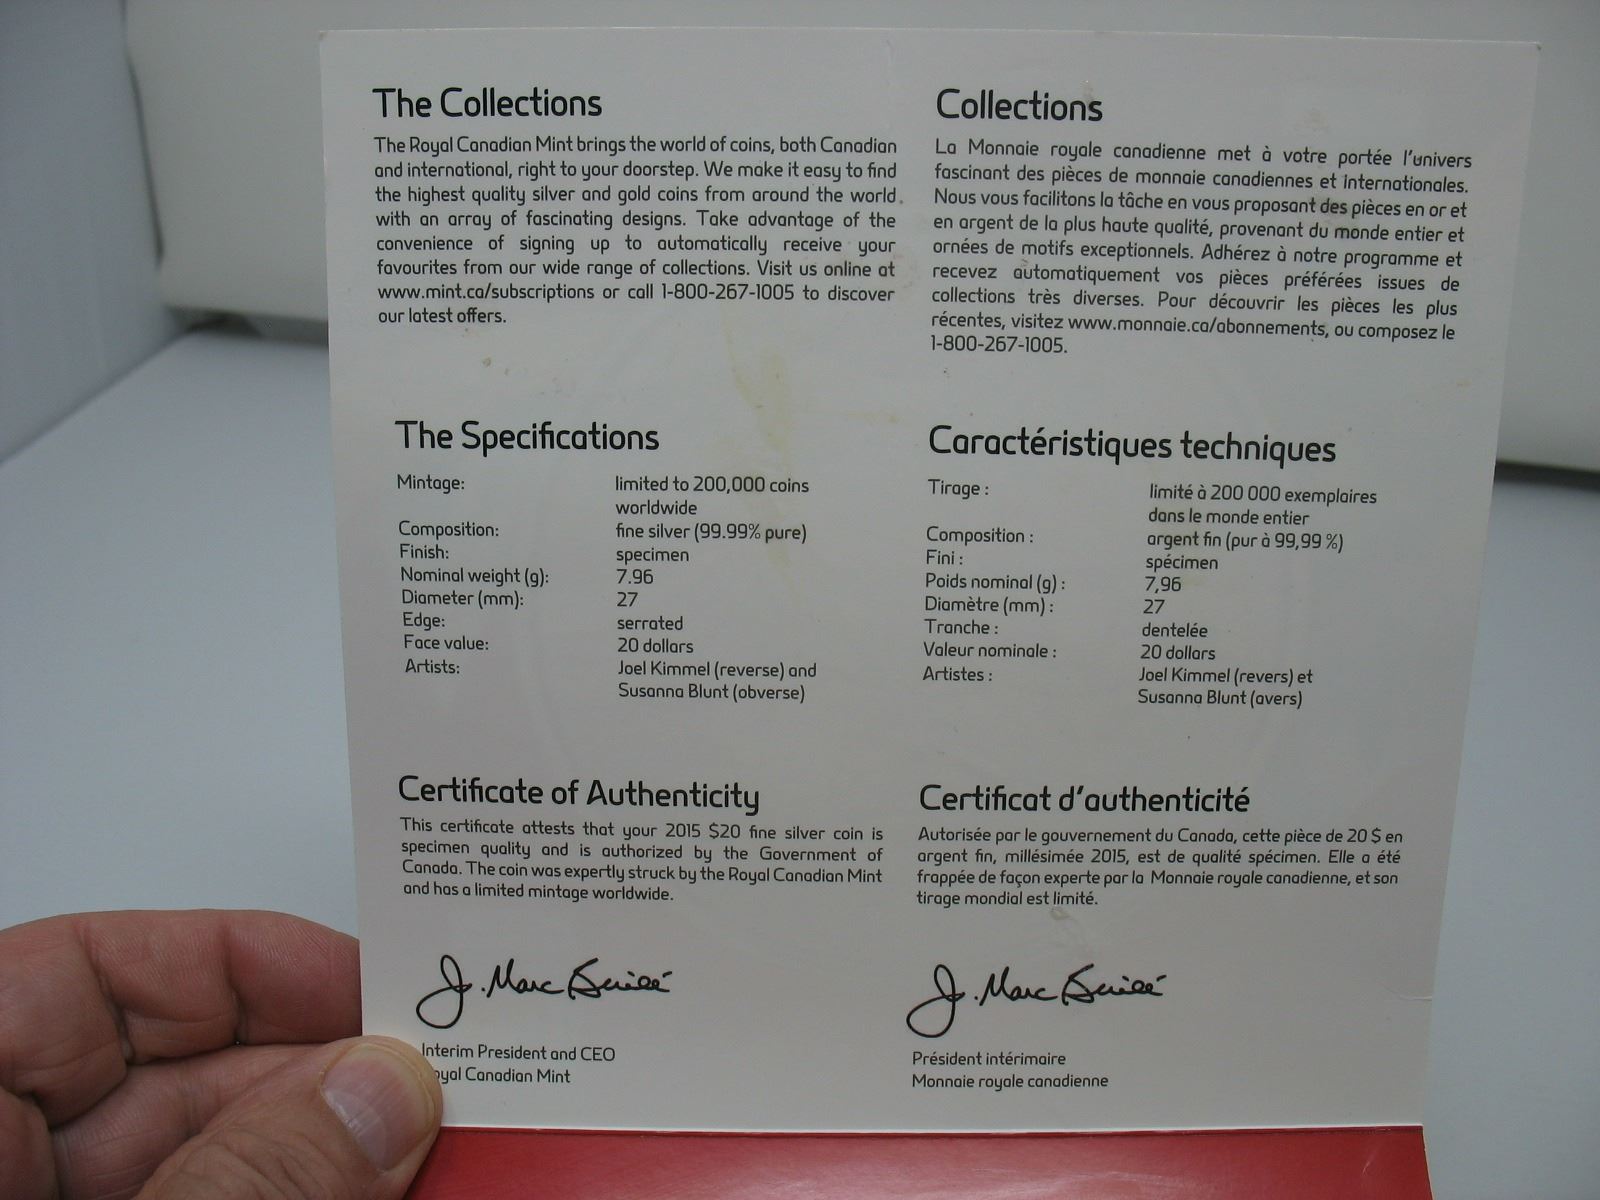 The Collections
The Royal Canadian Mint brings the world of coins, both Canadian
and international, right to your doorstep. We make it easy to find
the highest quality silver and gold coins from around the world
with an array of fascinating designs. Take advantage of the
convenience of signing up to automatically receive your
favourites from our wide range of collections. Visit us online at
www.mint.ca/subscriptions or call 1-800-267-1005 to discover
our latest offers.
The Specifications
Mintage: limited to 200,000 coins
worldwide
Composition: fine silver (99.99% pure)
Finish: specimen
Nominal weight (g): 7.96
Diameter (mm): 27
Edge: serrated
Face value: 20 dollars
Artists: Joel Kimmel (reverse) and
Susanna Blunt (obverse)
Certificate of Authenticity
This certificate attests that your 2015 $20 fine silver coin is
specimen quality and is authorized by the Government of
Canada. The coin was expertly struck by the Royal Canadian Mint
and has a limited mintage worldwide.
J. Marc Brûlé
Interim President and CEO
oyal Canadian Mint
Collections
La Monnaie royale canadienne met à votre portée l'univers
fascinant des pièces de monnaie canadiennes et internationales.
Nous vous facilitons la tâche en vous proposant des pièces en or et
en argent de la plus haute qualité, provenant du monde entier et
ornées de motifs exceptionnels. Adhérez à notre programme et
recevez automatiquement vos pièces préférées issues de
collections très diverses. Pour découvrir les pièces les plus
récentes, visitez www.monnaie.ca/abonnements, ou composez le
1-800-267-1005.
Caractéristiques techniques
Tirage : limité à 200 000 exemplaires
dans le monde entier
Composition : argent fin (pur à 99,99 %)
Fini : spécimen
Poids nominal (g) : 7,96
Diamètre (mm) : 27
Tranche : dentelée
Valeur nominale : 20 dollars
Artistes : Joel Kimmel (revers) et
Susanna Blunt (avers)
Certificat d'authenticité
Autorisée par le gouvernement du Canada, cette pièce de 20 $ en
argent fin, millésimée 2015, est de qualité spécimen. Elle a été
frappée de façon experte par la Monnaie royale canadienne, et son
tirage mondial est limité.
J. Marc Brûlé
Président intérimaire
Monnaie royale canadienne